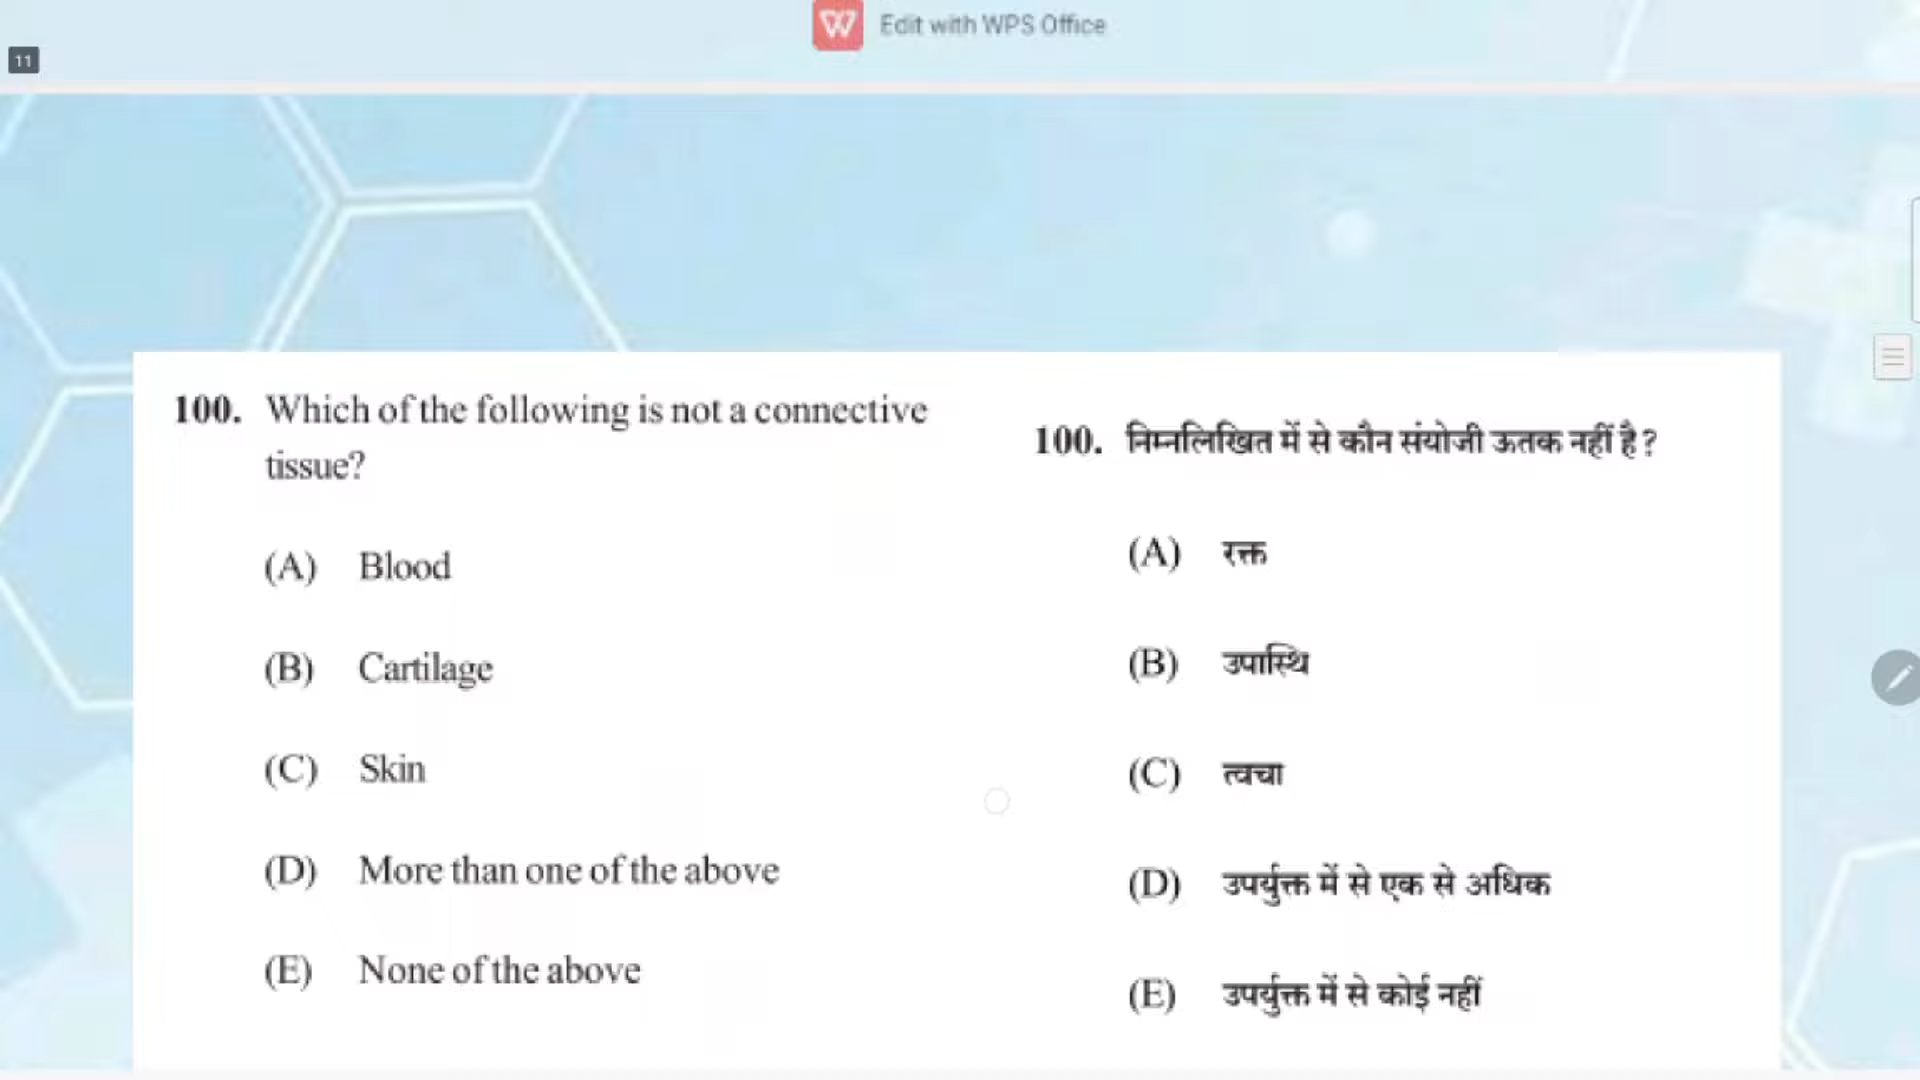 Edit with WPS Office
11
100. Which of the following is not a connective
tissue?
(A) Blood
(B) Cartilage
(C) Skin
(D) More than one of the above
(E) None of the above
100. निम्नलिखित में से कौन संयोजी ऊतक नहीं है?
(A) रक्त
(B) उपास्थि
(C) त्वचा
(D) उपर्युक्त में से एक से अधिक
(E) उपर्युक्त में से कोई नहीं